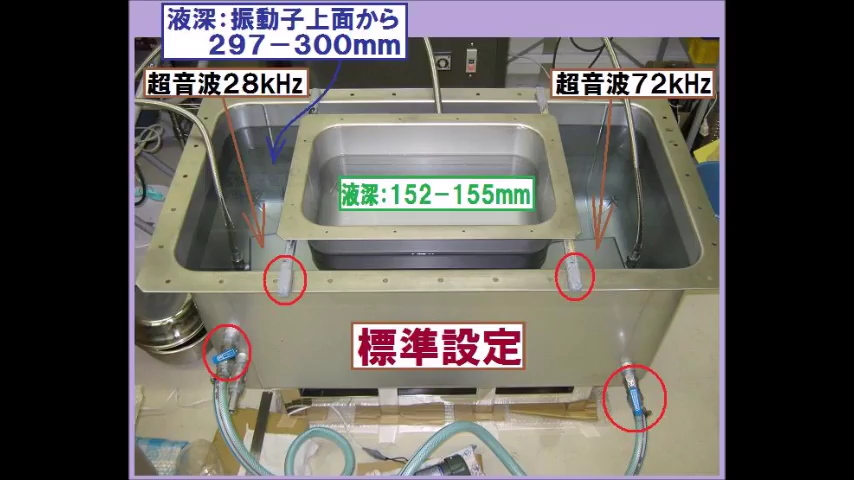 液深:振動子上面から
297-300mm
超音波28kHz
超音波72kHz
液深:152-155mm
標準設定